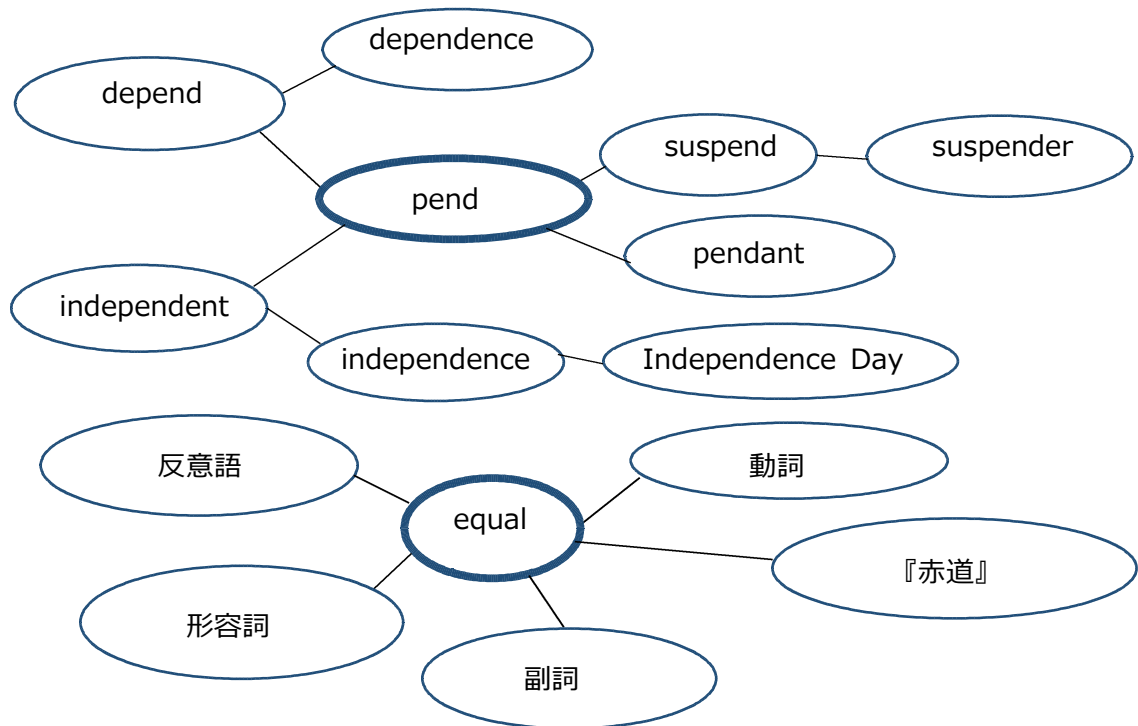 dependence
depend
suspend
suspender
pend
pendant
independent
independence
Independence Day
反意語
動詞
equal
『赤道』
形容詞
副詞